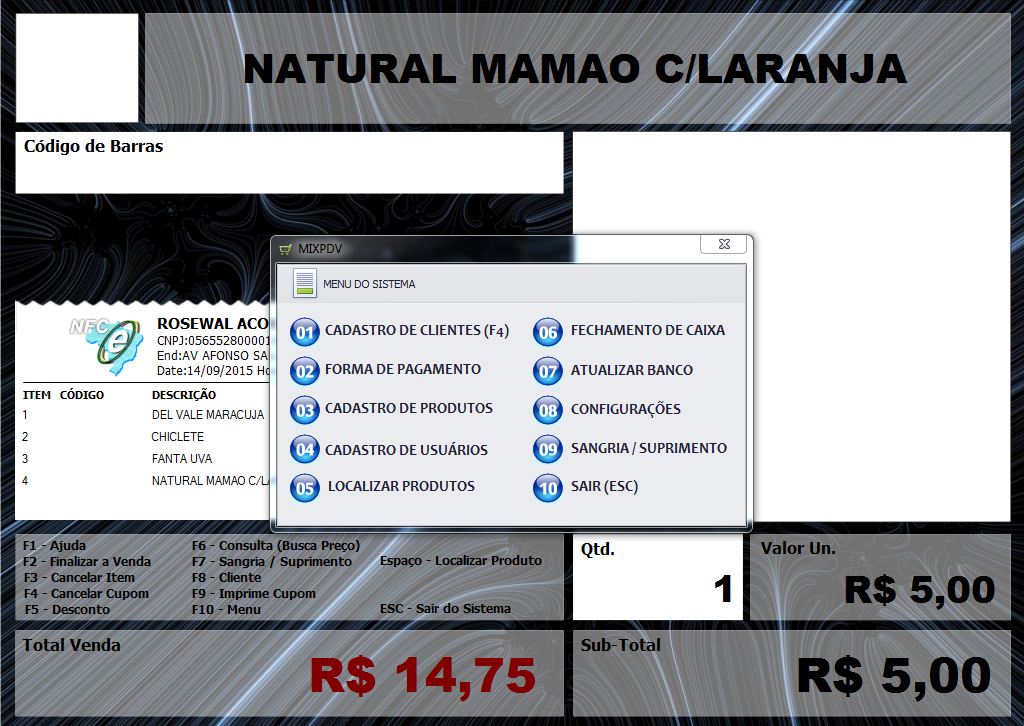 NATURAL MAMAO C/LARANJA
Código de Barras
MIXPDV
MENU DO SISTEMA
01 CADASTRO DE CLIENTES (F4)
02 FORMA DE PAGAMENTO
03 CADASTRO DE PRODUTOS
04 CADASTRO DE USUÁRIOS
05 LOCALIZAR PRODUTOS
06 FECHAMENTO DE CAIXA
07 ATUALIZAR BANCO
08 CONFIGURAÇÕES
09 SANGRIA / SUPRIMENTO
10 SAIR (ESC)
NFC e
ROSEWAL ACO
CNPJ:056552800001
End:AV AFONSO SA
Date:14/09/2015 Ho
ITEM CÓDIGO DESCRIÇÃO
1 DEL VALE MARACUJA
2 CHICLETE
3 FANTA UVA
4 NATURAL MAMAO C/LA
F1 - Ajuda
F2 - Finalizar a Venda
F3 - Cancelar Item
F4 - Cancelar Cupom
F5 - Desconto
F6 - Consulta (Busca Preço)
F7 - Sangria / Suprimento
F8 - Cliente
F9 - Imprime Cupom
F10 - Menu
Espaço - Localizar Produto
ESC - Sair do Sistema
Qtd.
1
Valor Un.
R$ 5,00
Total Venda
R$ 14,75
Sub-Total
R$ 5,00